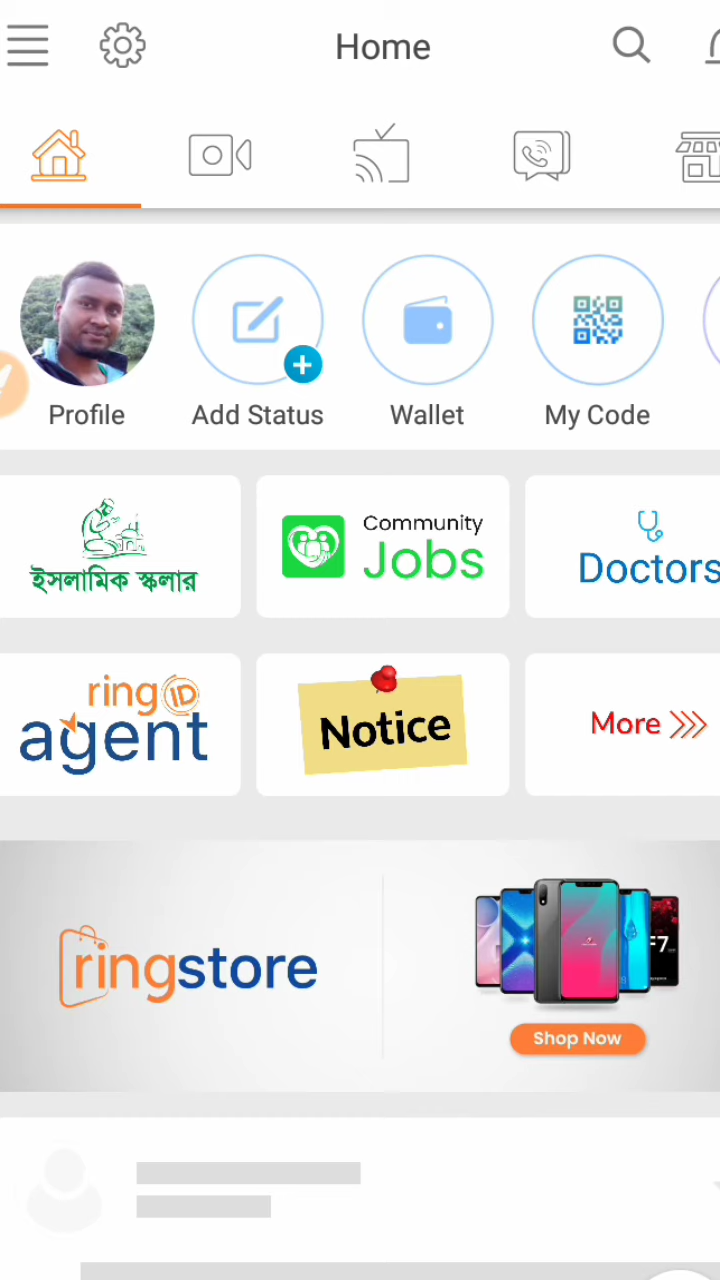 Home
Profile
Add Status
Wallet
My Code
ইসলামিক স্কলার
Community
Jobs
Doctors
ring ID
agent
Notice
More
ringstore
F7
Shop Now